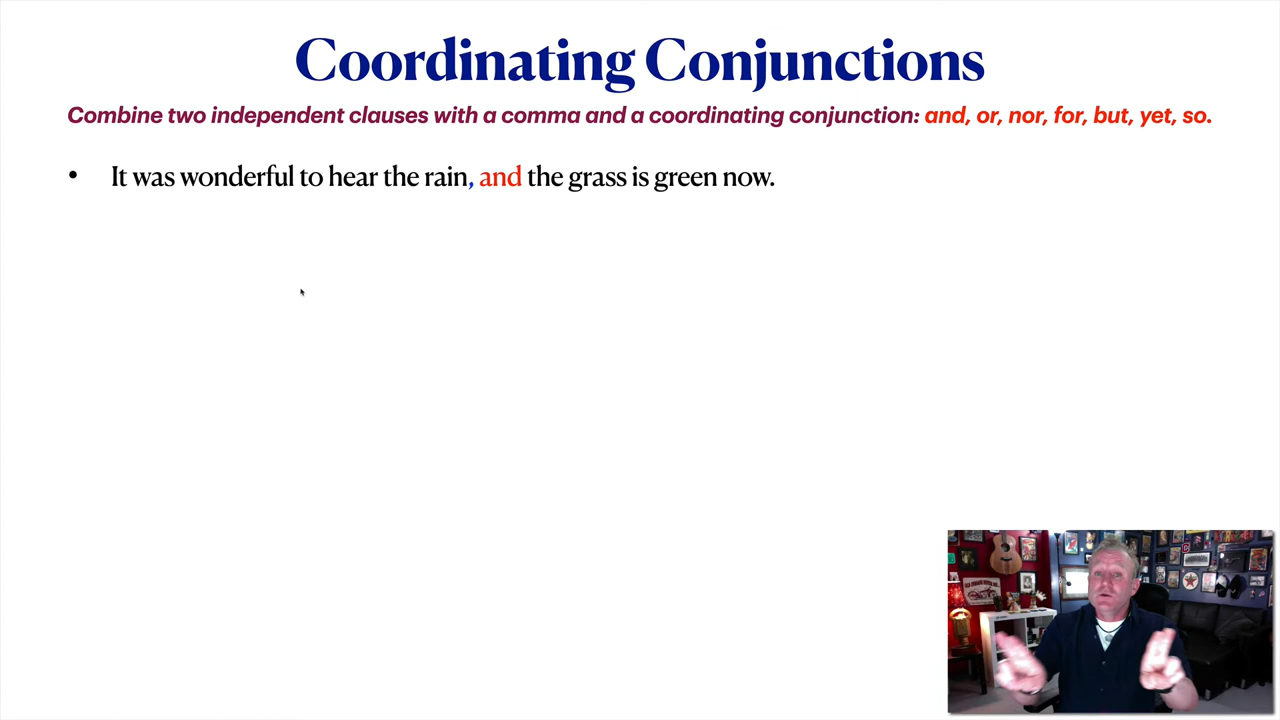 Coordinating Conjunctions
Combine two independent clauses with a comma and a coordinating conjunction: and, or, nor, for, but, yet, so.
• It was wonderful to hear the rain, and the grass is green now.